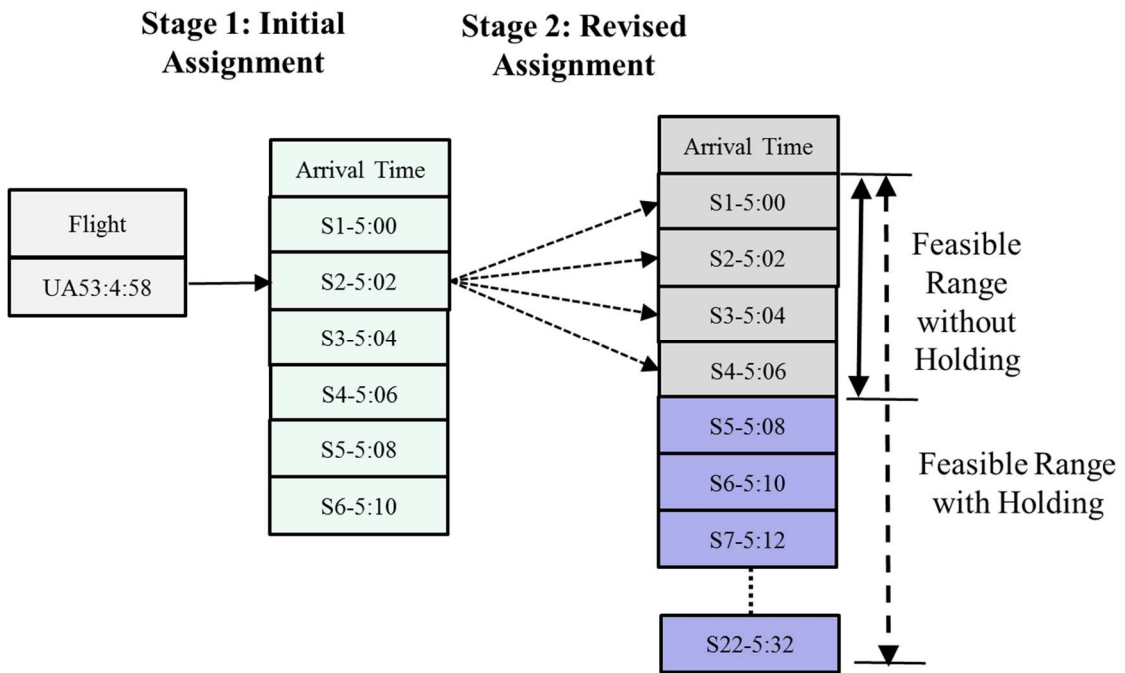 Stage 1: Initial
Assignment
Stage 2: Revised
Assignment
Flight
UA53:4:58
Arrival Time
S1-5:00
S2-5:02
S3-5:04
S4-5:06
S5-5:08
S6-5:10
Arrival Time
S1-5:00
S2-5:02
S3-5:04
S4-5:06
S5-5:08
S6-5:10
S7-5:12
S22-5:32
Feasible
Range
without
Holding
Feasible Range
with Holding